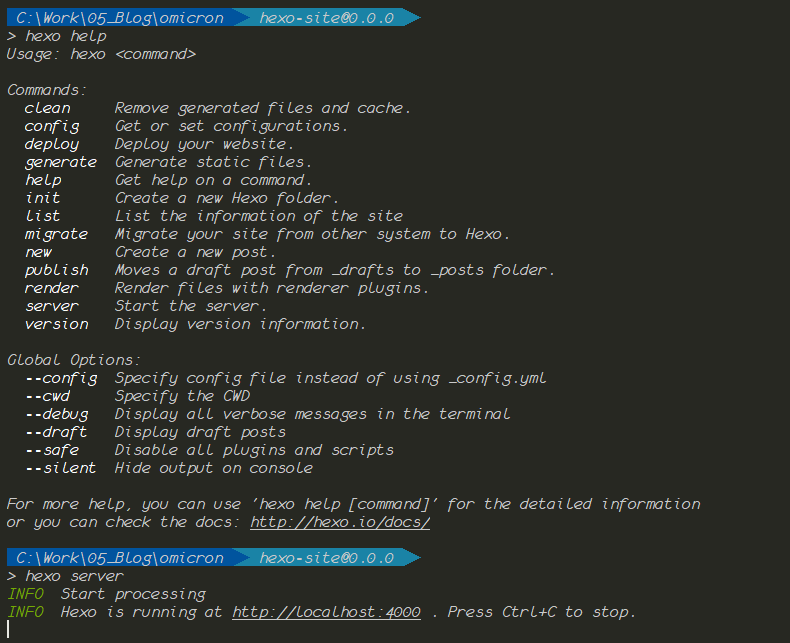 C:\Work\05_Blog\omicron hexo-site@0.0.0
> hexo help
Usage: hexo <command>
Commands:
clean Remove generated files and cache.
config Get or set configurations.
deploy Deploy your website.
generate Generate static files.
help Get help on a command.
init Create a new Hexo folder.
list List the information of the site
migrate Migrate your site from other system to Hexo.
new Create a new post.
publish Moves a draft post from _drafts to _posts folder.
render Render files with renderer plugins.
server Start the server.
version Display version information.
Global Options:
--config Specify config file instead of using _config.yml
--cwd Specify the CWD
--debug Display all verbose messages in the terminal
--draft Display draft posts
--safe Disable all plugins and scripts
--silent Hide output on console
For more help, you can use 'hexo help [command]' for the detailed information
or you can check the docs: http://hexo.io/docs/
C:\Work\05_Blog\omicron hexo-site@0.0.0
> hexo server
INFO Start processing
INFO Hexo is running at http://localhost:4000 . Press Ctrl+C to stop.